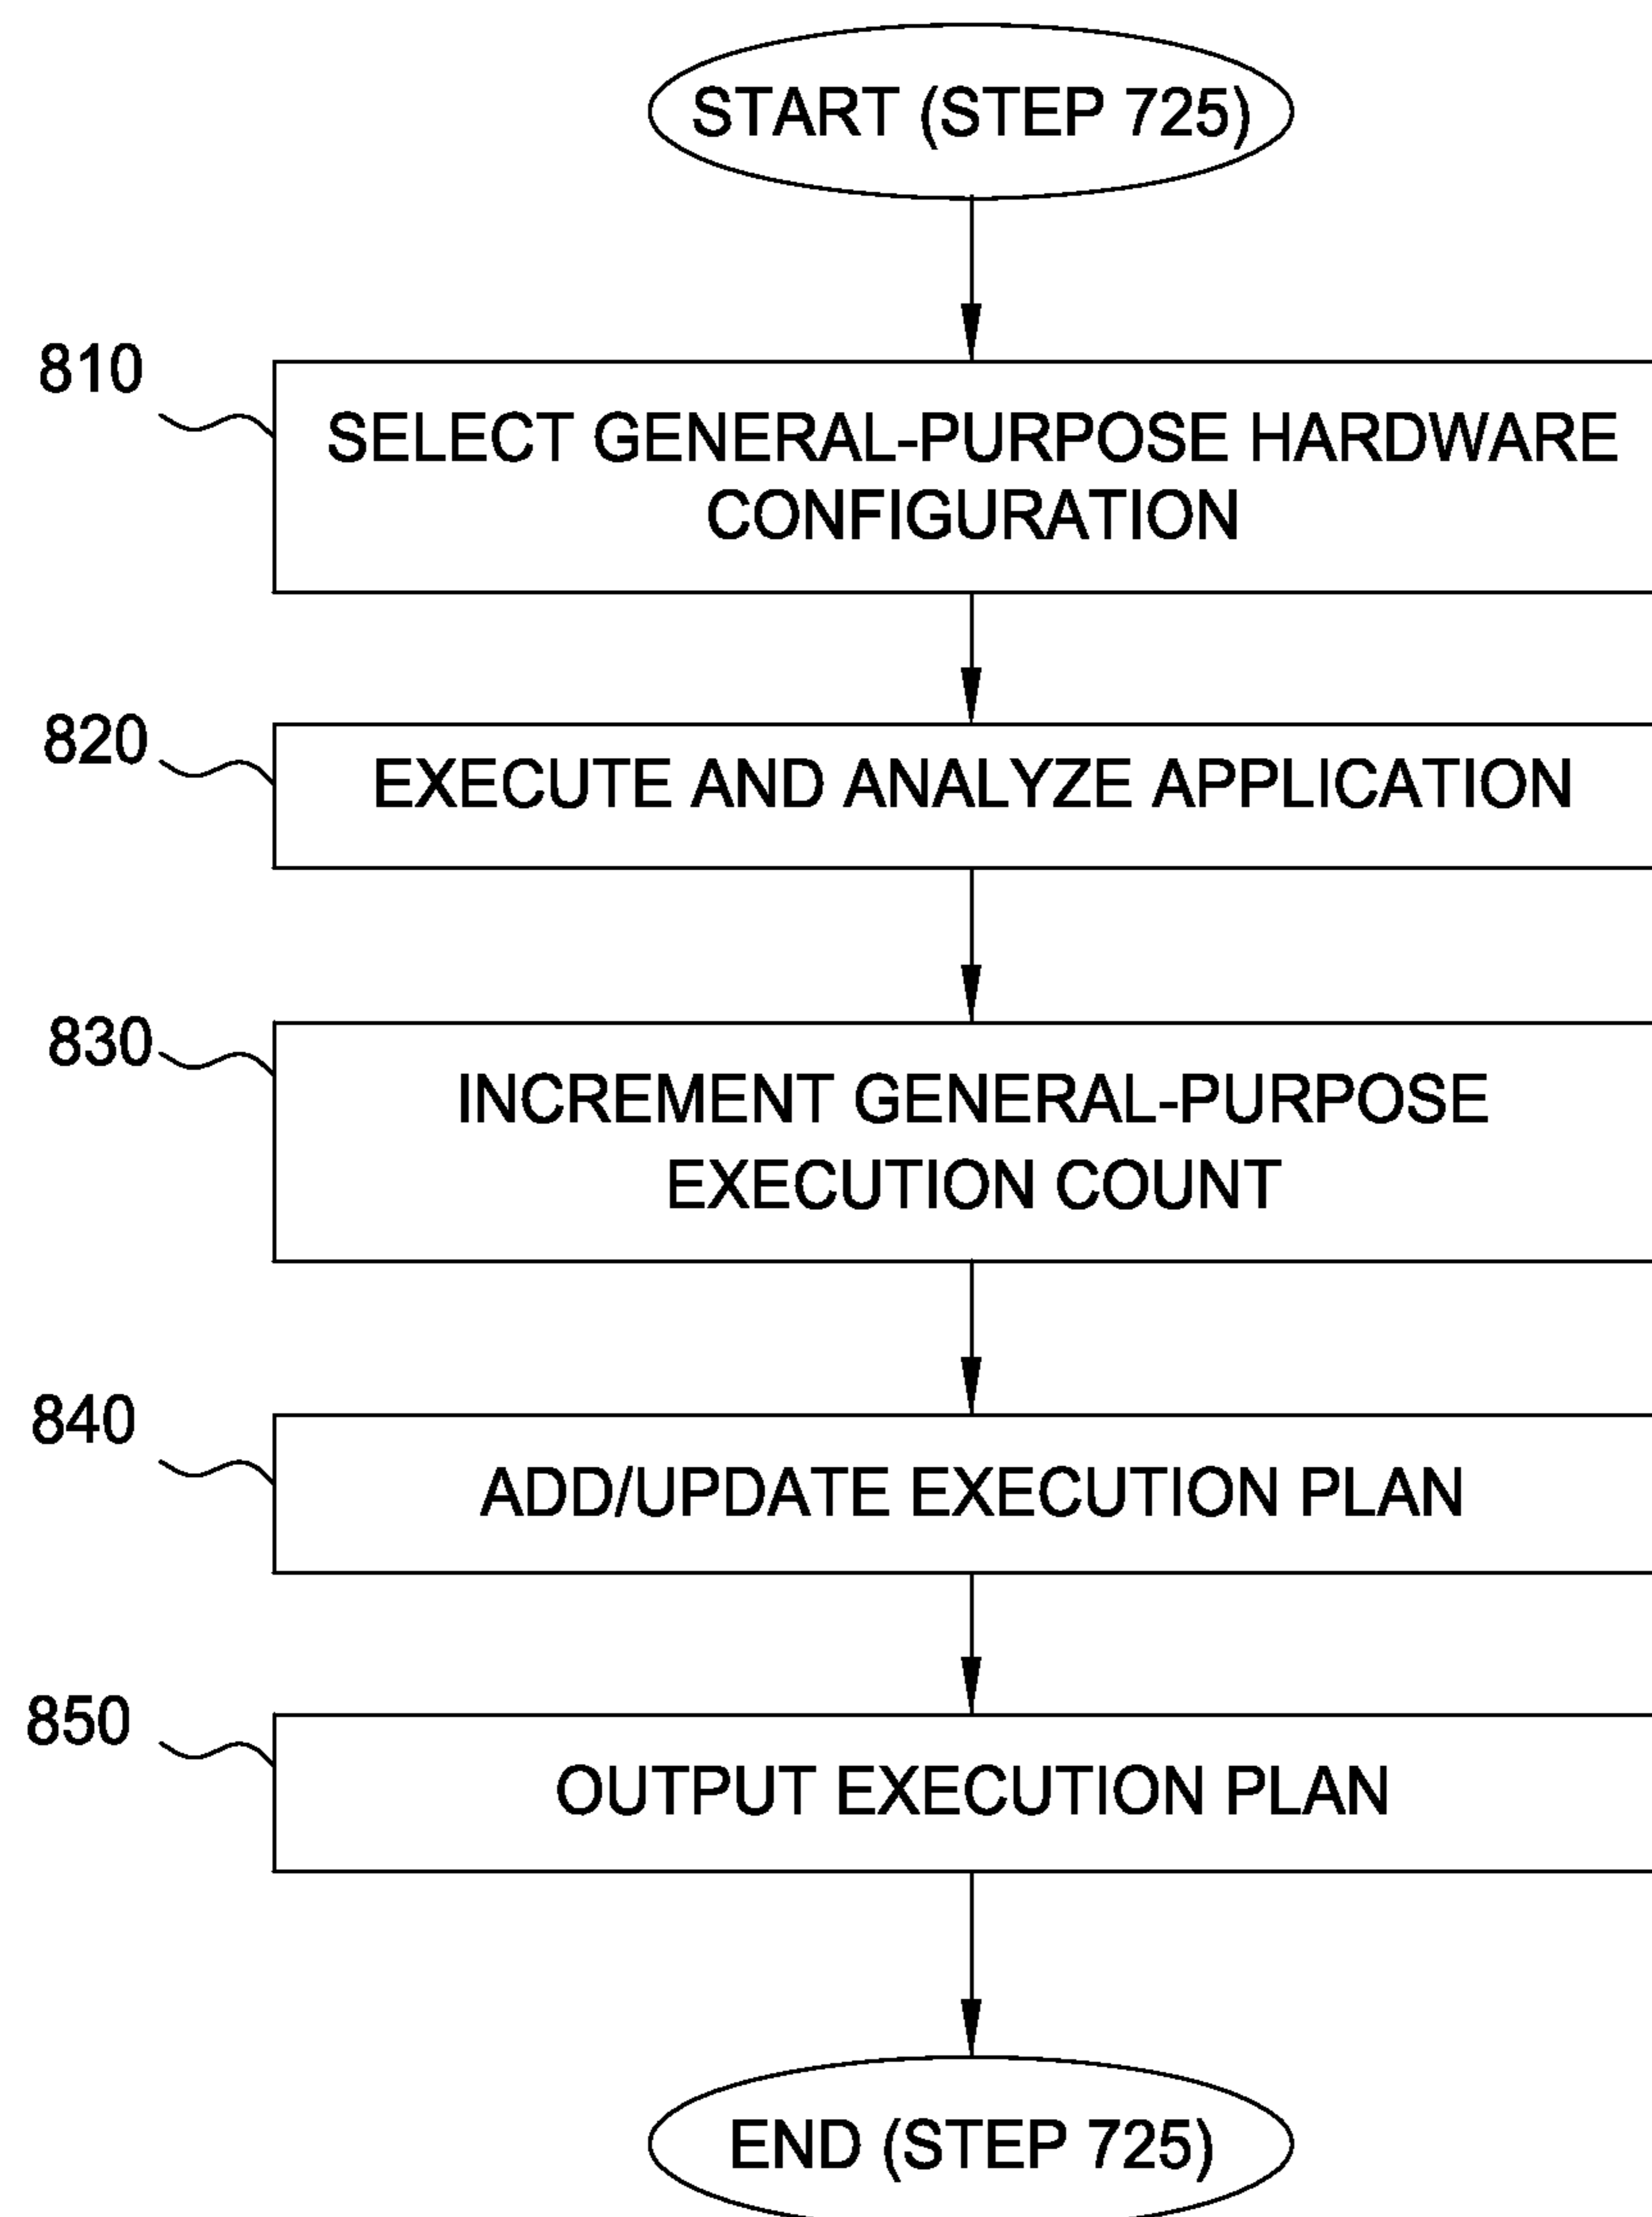 START (STEP 725)
810
SELECT GENERAL-PURPOSE HARDWARE
CONFIGURATION
820
EXECUTE AND ANALYZE APPLICATION
830
INCREMENT GENERAL-PURPOSE
EXECUTION COUNT
840
ADD/UPDATE EXECUTION PLAN
850
OUTPUT EXECUTION PLAN
END (STEP 725)